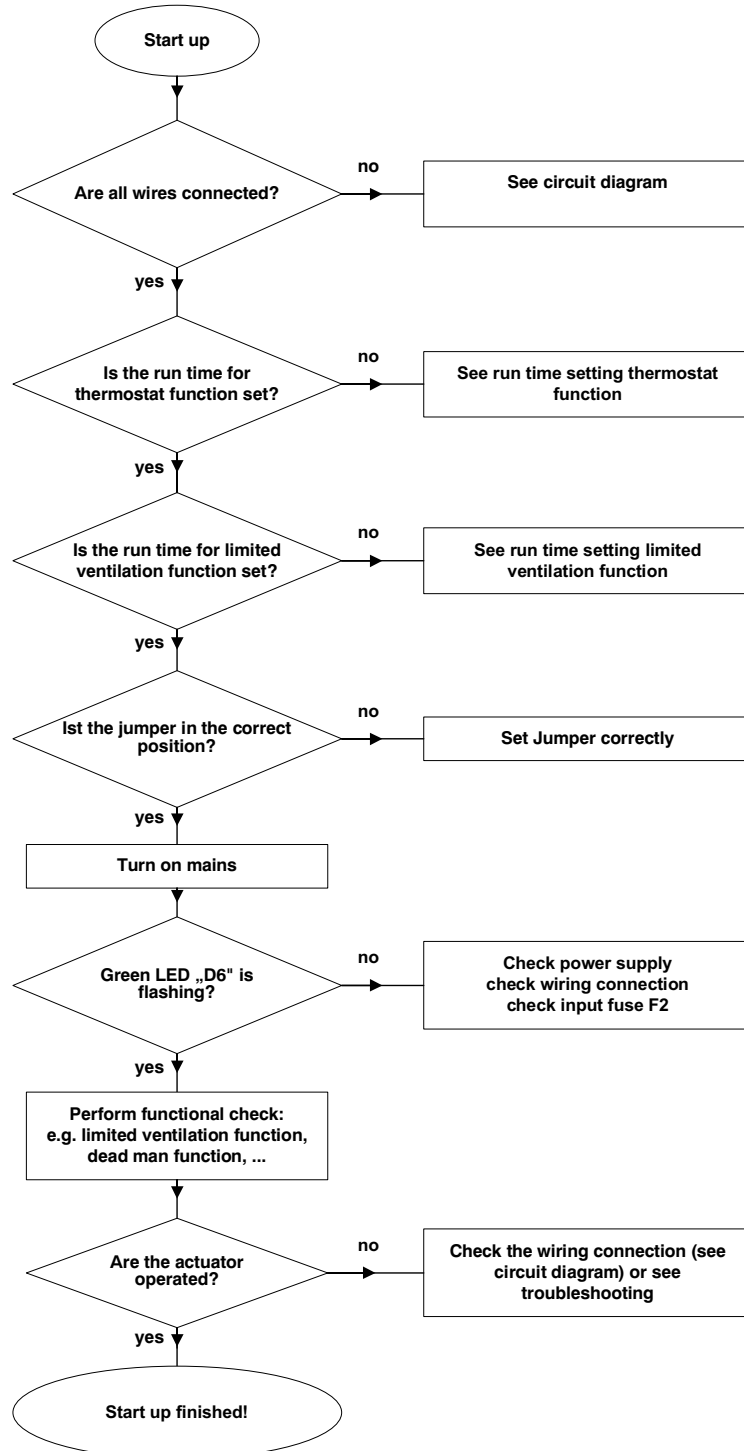 Start up
Are all wires connected?
no
See circuit diagram
yes
Is the run time for
thermostat function set?
no
See run time setting thermostat
function
yes
Is the run time for limited
ventilation function set?
no
See run time setting limited
ventilation function
yes
Ist the jumper in the correct
position?
no
Set Jumper correctly
yes
Turn on mains
Green LED „D6" is
flashing?
no
Check power supply
check wiring connection
check input fuse F2
yes
Perform functional check:
e.g. limited ventilation function,
dead man function, ...
Are the actuator
operated?
no
Check the wiring connection (see
circuit diagram) or see
troubleshooting
yes
Start up finished!